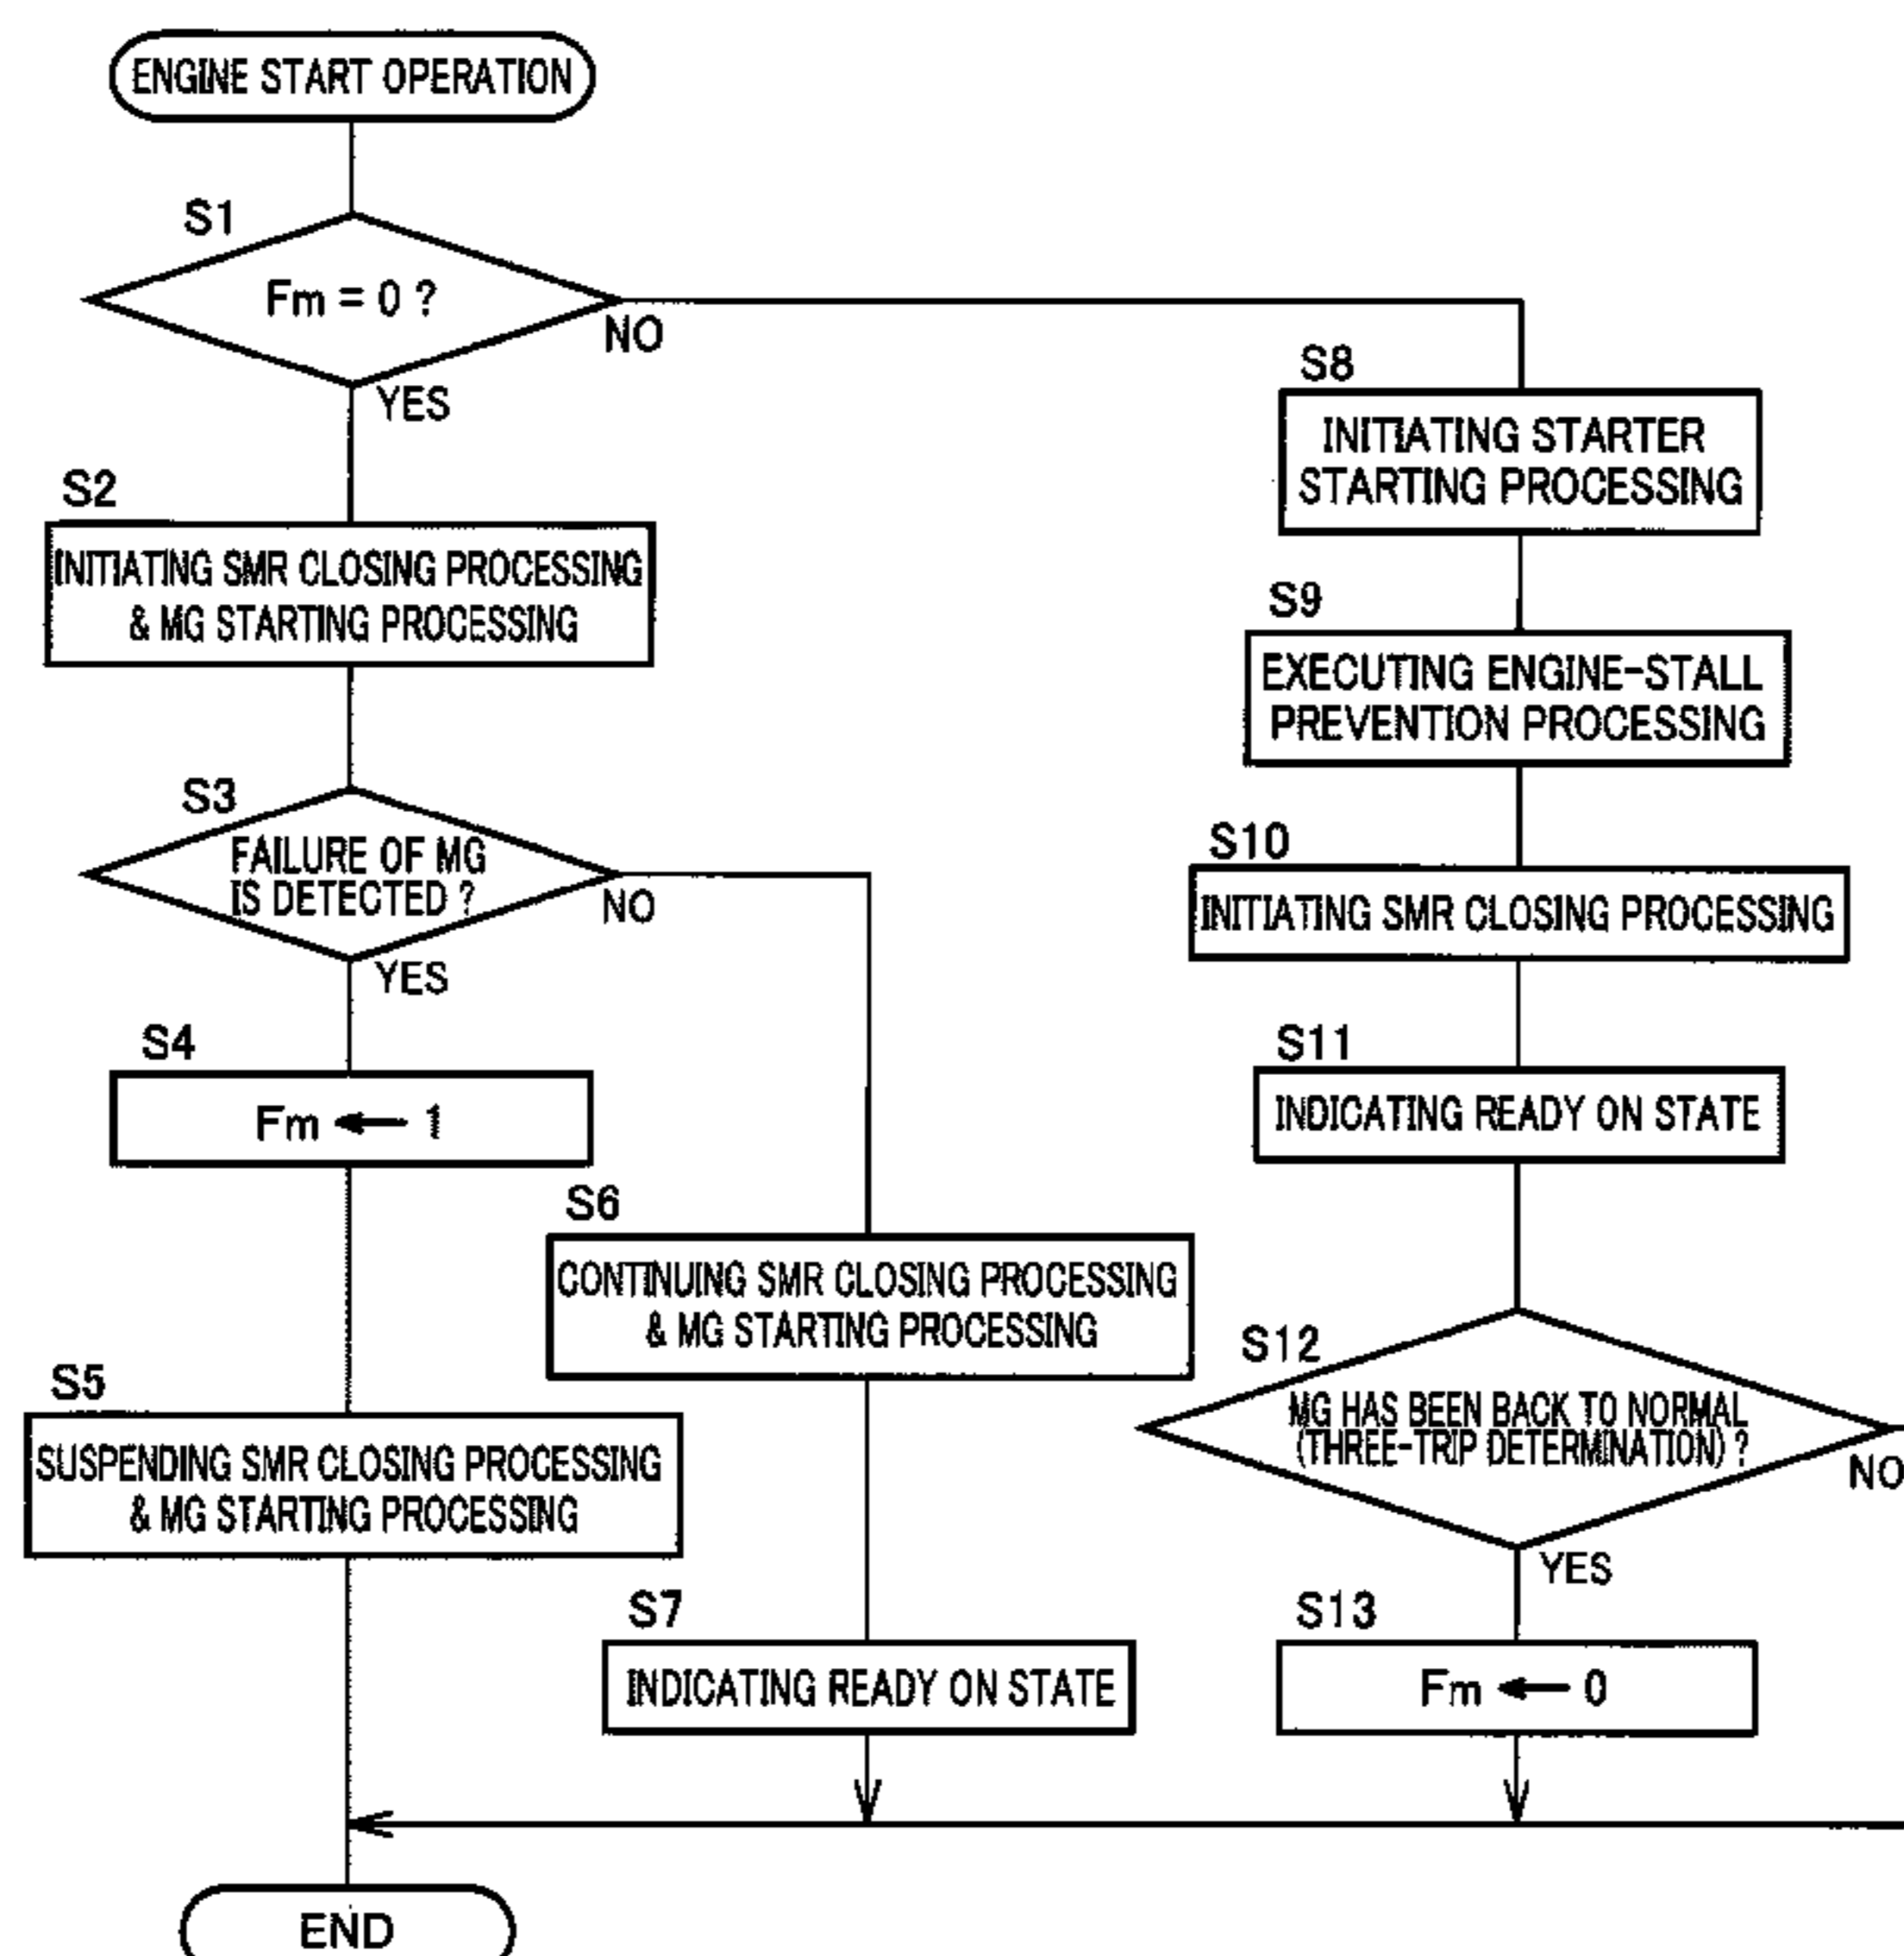 ENGINE START OPERATION
S1
Fm = 0 ?
NO
YES
S2
INITIATING SMR CLOSING PROCESSING
& MG STARTING PROCESSING
S3
FAILURE OF MG
IS DETECTED ?
NO
YES
S4
Fm ← 1
S5
SUSPENDING SMR CLOSING PROCESSING
& MG STARTING PROCESSING
S6
CONTINUING SMR CLOSING PROCESSING
& MG STARTING PROCESSING
S7
INDICATING READY ON STATE
S8
INITIATING STARTER
STARTING PROCESSING
S9
EXECUTING ENGINE-STALL
PREVENTION PROCESSING
S10
INITIATING SMR CLOSING PROCESSING
S11
INDICATING READY ON STATE
S12
MG HAS BEEN BACK TO NORMAL
(THREE-TRIP DETERMINATION) ?
NO
YES
S13
Fm ← 0
END